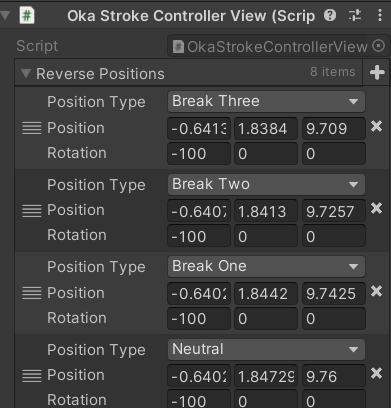 Oka Stroke Controller View (Scrip
Script OkaStrokeControllerView
Reverse Positions 8 items
Position Type Break Three
Position -0.6413 1.8384 9.709
Rotation -100 0 0
Position Type Break Two
Position -0.6407 1.8413 9.7257
Rotation -100 0 0
Position Type Break One
Position -0.6402 1.8442 9.7425
Rotation -100 0 0
Position Type Neutral
Position -0.6402 1.84729 9.76
Rotation -100 0 0